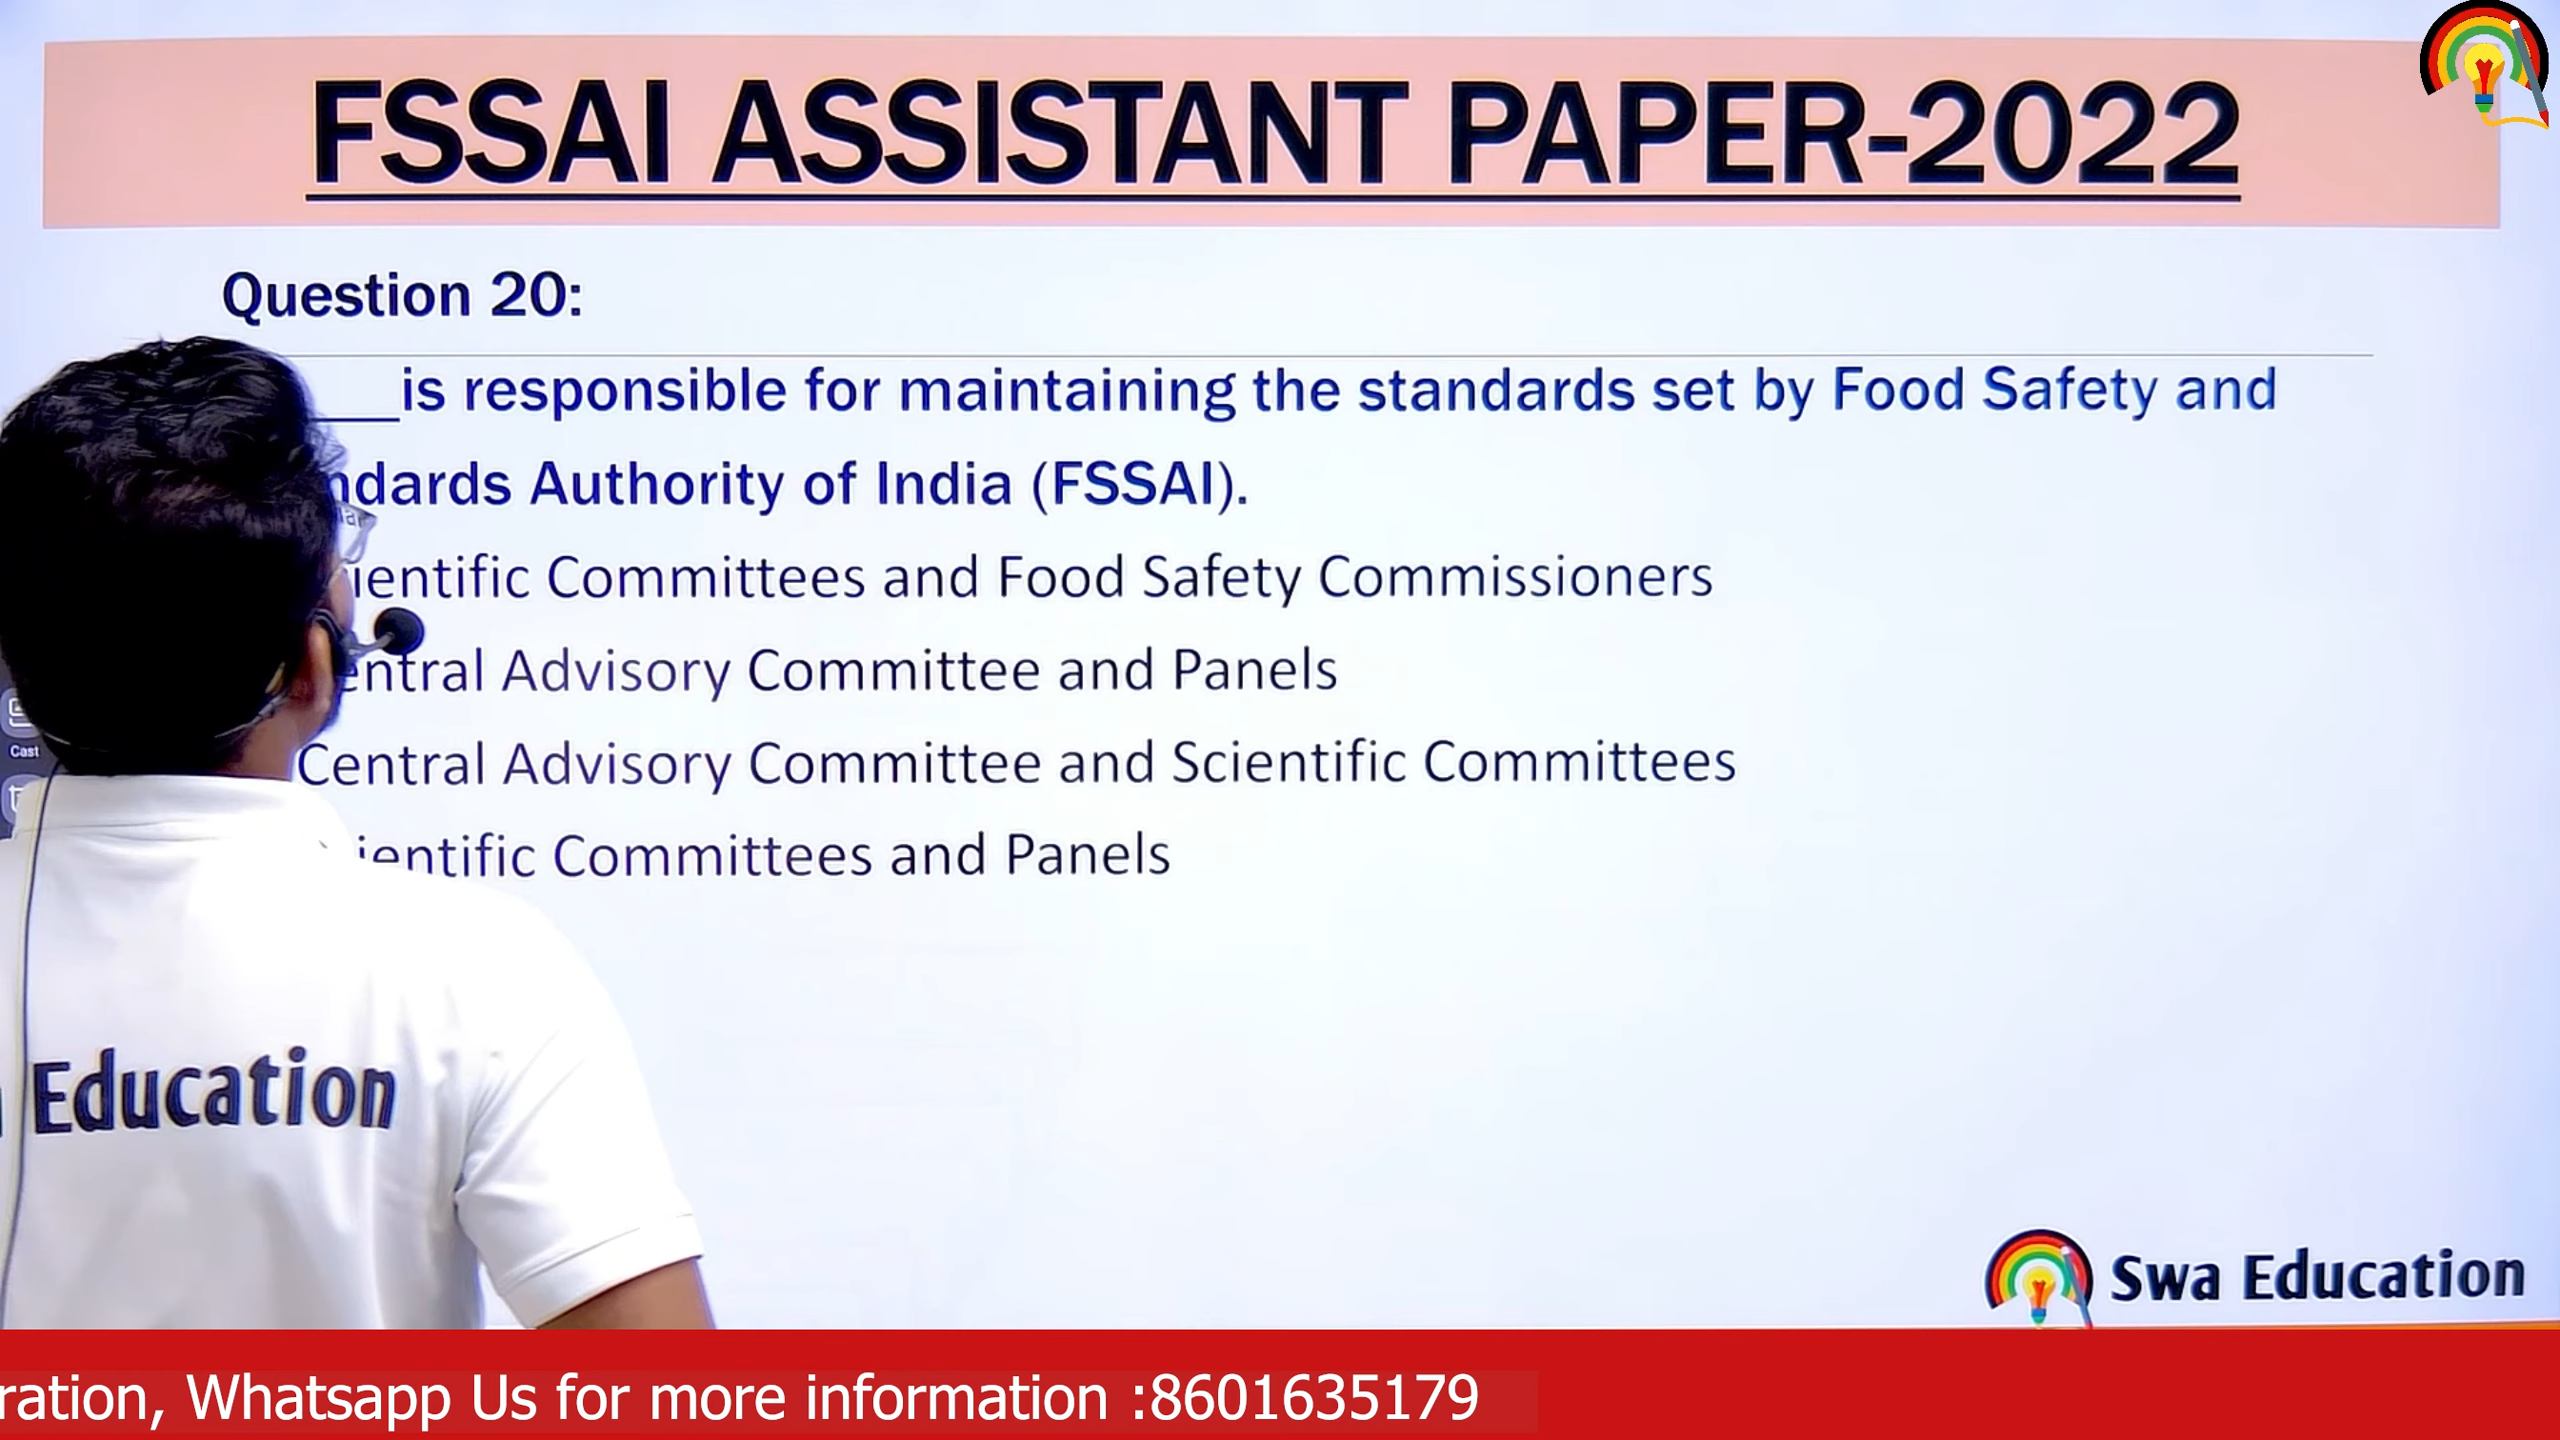 FSSAI ASSISTANT PAPER-2022
Question 20:
____is responsible for maintaining the standards set by Food Safety and
Authority of India (FSSAI).
Committees and Food Safety Commissioners
Advisory Committee and Panels
Central Advisory Committee and Scientific Committees
Committees and Panels
Cast
Education
Swa Education
Whatsapp Us for more information :8601635179